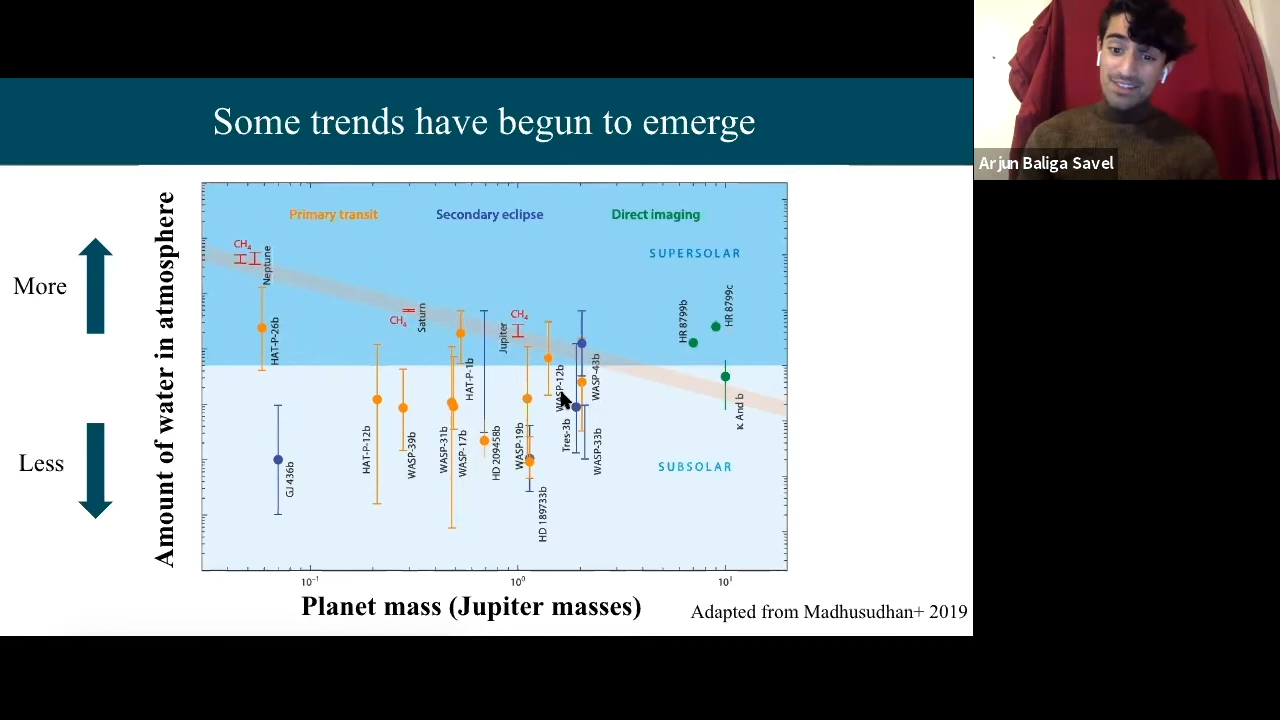 Some trends have begun to emerge
Arjun Baliga Savel
More
Less
Amount of water in atmosphere
Primary transit
Secondary eclipse
Direct imaging
SUPERSOLAR
SUBSOLAR
CH4
Neptune
HAT-P-26b
GJ 436b
HAT-P-12b
CH4
Saturn
WASP-39b
WASP-31b
WASP-17b
HAT-P-1b
HD 209458b
Jupiter
CH4
WASP-19b
HD 189733b
WASP-12b
Tres-3b
WASP-43b
WASP-33b
HR 8799b
HR 8799c
κ And b
10-1
100
101
Planet mass (Jupiter masses)
Adapted from Madhusudhan+ 2019